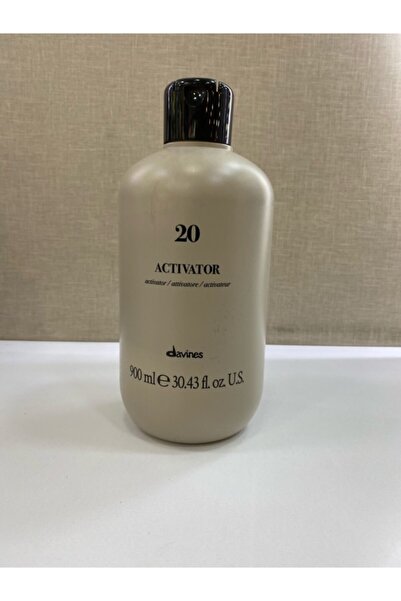 20
ACTIVATOR
activator / attivatore / activateur
davines
900 ml ℮ 30.43 fl. oz. U.S.